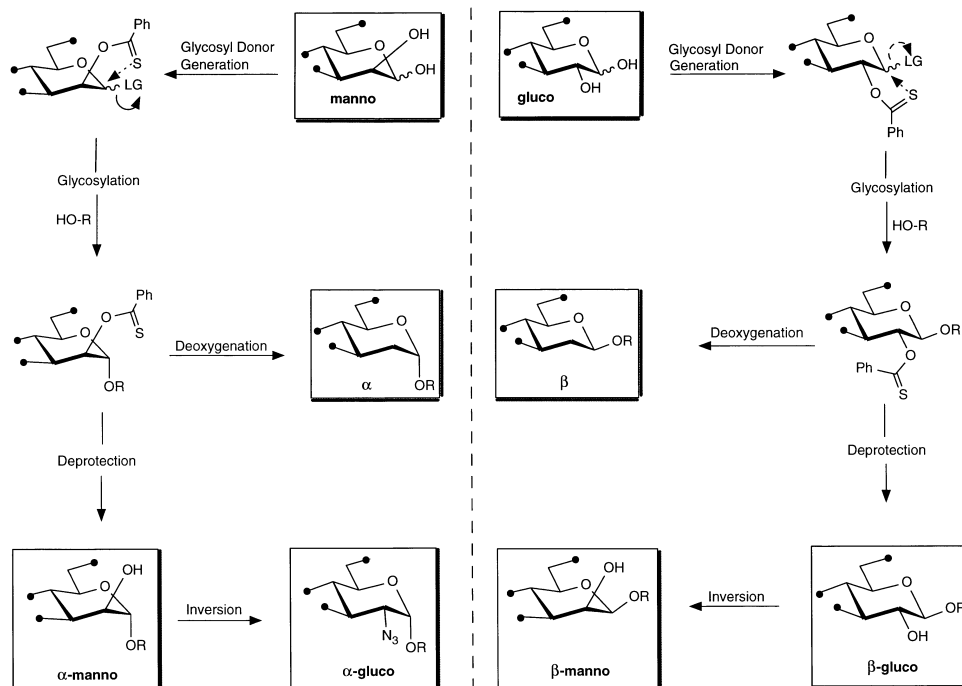 Ph
O
O
S
LG
Glycosyl Donor
Generation
O
OH
OH
manno
O
OH
OH
gluco
Glycosyl Donor
Generation
O
LG
O
S
Ph
Glycosylation
HO-R
Glycosylation
HO-R
Ph
O
O
S
OR
Deoxygenation
O
α
OR
O
OR
β
Deoxygenation
O
OR
O
Ph
S
Deprotection
Deprotection
OH
O
OR
α-manno
Inversion
O
N3
OR
α-gluco
OH
O
OR
β-manno
Inversion
O
OH
β-gluco